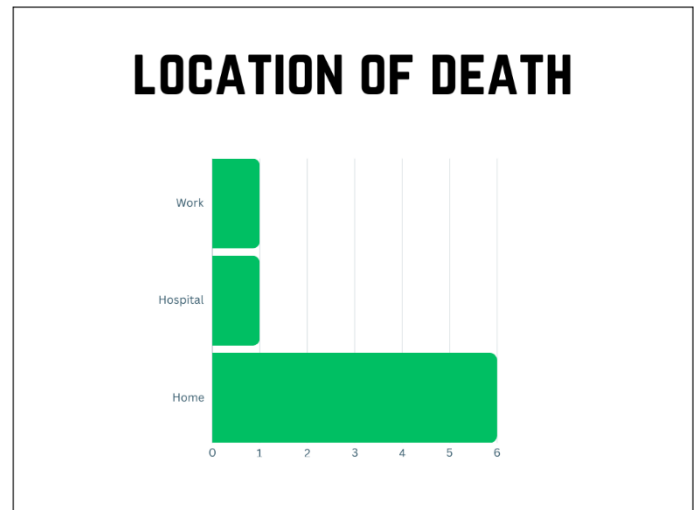 LOCATION OF DEATH
Work
Hospital
Home
0 1 2 3 4 5 6